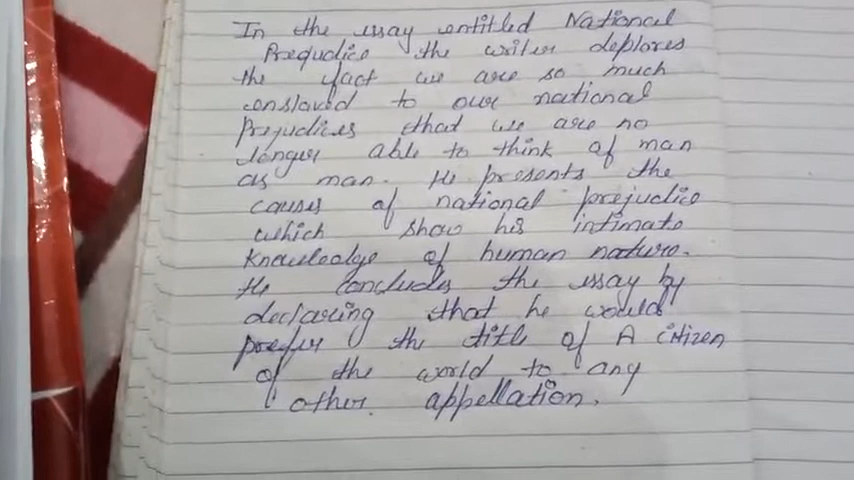 In the essay entitled National
Prequdice the writer deplores
the fact we are so much
enslaved to our national
Prejudices that we are no
longer able to think of man
as man. He presents the
causes of national prejudice
which show his intimate
knowledge of human nature.
He concludes the essay by
declaring that he would
prefer the title of A citizen
of the world to any
other appellation.